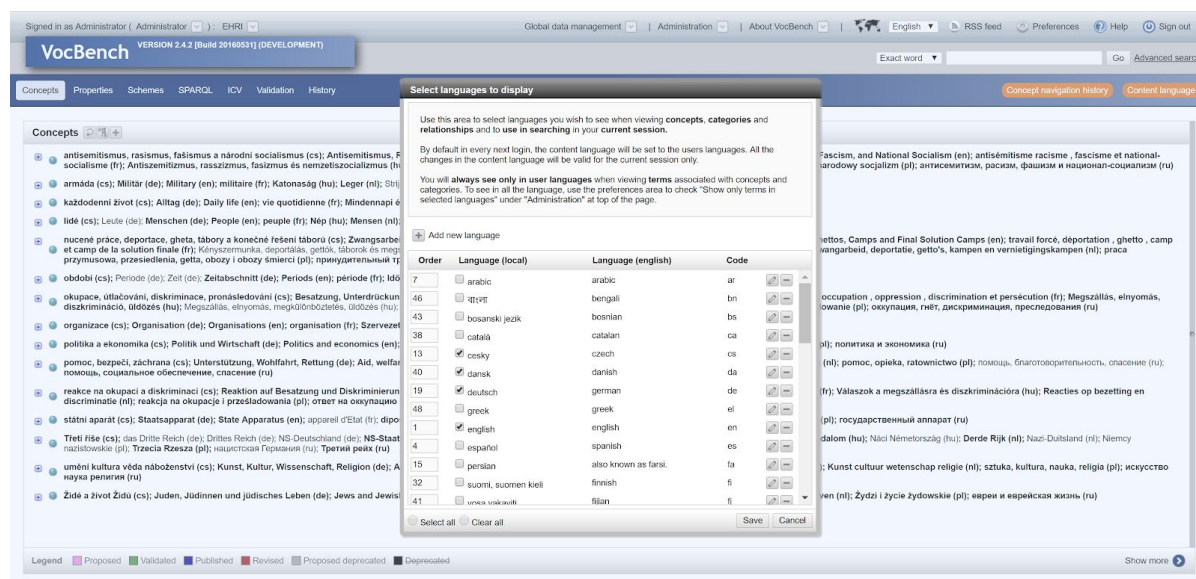 Signed in as Administrator ( Administrator ) : EHRI
Global data management | Administration | About VocBench | English RSS feed Preferences Help Sign out
VocBench VERSION 2.4.2 [Build 20160531] (DEVELOPMENT)
Exact word Go Advanced searc
Concepts Properties Schemes SPARQL ICV Validation History
Concept navigation history Content language
Concepts
antisemitismus, rasismus, fašismus a národní socialismus (cs); Antisemitismus,
Fascism, and National Socialism (en); antisémitisme racisme , fascisme et national-
socialisme (fr); Antiszemitizmus, rasszizmus, fasizmus és nemzetiszocializmus
arodowy socjalizm (pl); антисемитизм, расизм, фашизм и национал-социализм (ru)
armáda (cs); Militär (de); Military (en); militaire (fr); Katonaság (hu); Leger (nl);
každodenní život (cs); Alltag (de); Daily life (en); vie quotidienne (fr); Mindennapi
lidé (cs); Leute (de); Menschen (de); People (en); peuple (fr); Nép (hu); Mensen (nl);
nucené práce, deportace, gheta, tábory a konečné řešení táborů (cs);
ettos, Camps and Final Solution Camps (en); travail forcé, déportation , ghetto , camp
et camp de la solution finale (fr); Kényszermunka, deportálás, gettók, táborok és
vangarbeid, deportatie, getto's, kampen en vernietigingskampen (nl); praca
przymusowa, przesiedlenia, getta, obozy i obozy śmierci (pl); принудительный
období (cs); Periode (de); Zeit (de); Zeitabschnitt (de); Periods (en); période (fr);
okupace, útlačování, diskriminace, pronásledování (cs); Besatzung,
occupation , oppression , discrimination et persécution (fr); Megszállás, elnyomás,
diszkrimináció, üldözés (hu); Megszállás, elnyomás, megkülönböztetés, üldözés (hu);
owanie (pl); оккупация, гнёт, дискриминация, преследования (ru)
organizace (cs); Organisation (de); Organisations (en); organisation (fr);
politika a ekonomika (cs); Politik und Wirtschaft (de); Politics and economics (en);
pl); политика и экономика (ru)
pomoc, bezpečí, záchrana (cs); Unterstützung, Wohlfahrt, Rettung (de); Aid,
(nl); pomoc, opieka, ratownictwo (pl); помощь, благотворительность, спасение (ru);
помощь, социальное обеспечение, спасение (ru)
reakce na okupaci a diskriminaci (cs); Reaktion auf Besatzung und
(fr); Válaszok a megszállásra és diszkriminációra (hu); Reacties op bezetting en
discriminatie (nl); reakcja na okupacje i prześladowania (pl); ответ на оккупацию
státní aparát (cs); Staatsapparat (de); State Apparatus (en); appareil d'Etat (fr);
(pl); государственный аппарат (ru)
Třetí říše (cs); das Dritte Reich (de); Drittes Reich (de); NS-Deutschland (de);
dalom (hu); Náci Németország (hu); Derde Rijk (nl); Nazi-Duitsland (nl); Niemcy
nazistowskie (pl); Trzecia Rzesza (pl); нацистская Германия (ru); Третий рейх (ru)
umění kultura věda náboženství (cs); Kunst, Kultur, Wissenschaft, Religion (de);
; Kunst cultuur wetenschap religie (nl); sztuka, kultura, nauka, religia (pl); искусство
наука религия (ru)
Židé a život Židů (cs); Juden, Jüdinnen und jüdisches Leben (de); Jews and
ven (nl); Żydzi i życie żydowskie (pl); евреи и еврейская жизнь (ru)
Select languages to display
Use this area to select languages you wish to see when viewing concepts, categories and
relationships and to use in searching in your current session.
By default in every next login, the content language will be set to the users languages. All the
changes in the content language will be valid for the current session only.
You will always see only in user languages when viewing terms associated with concepts and
categories. To see in all the language, use the preferences area to check "Show only terms in
selected languages" under "Administration" at top of the page.
Add new language
Order Language (local) Language (english) Code
7 arabic arabic ar
46 বাংলা bengali bn
43 bosanski jezik bosnian bs
38 català catalan ca
13 cesky czech cs
40 dansk danish da
19 deutsch german de
48 greek greek el
1 english english en
4 español spanish es
15 persian also known as farsi. fa
32 suomi, suomen kieli finnish fi
41 vosa vakaviti fijian fj
Select all Clear all Save Cancel
Legend Proposed Validated Published Revised Proposed deprecated Deprecated
Show more